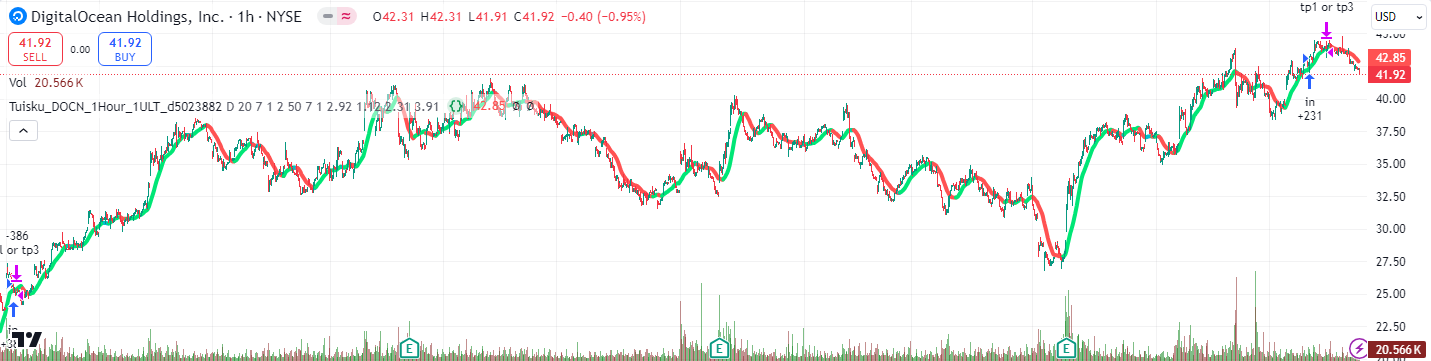 DigitalOcean Holdings, Inc. · 1h · NYSE O42.31 H42.31 L41.91 C41.92 −0.40 (−0.95%)
41.92 SELL
0.00
41.92 BUY
Vol 20.566 K
Tuisku_DOCN_1Hour_1ULT_d5023882 D 20 7 1 2 50 7 1 2.92 1.12 2.31 3.91 42.85 ∅ ∅
tp1 or tp3
in
+231
-386
l or tp3
in
USD
45.00
42.85
41.92
40.00
37.50
35.00
32.50
30.00
27.50
25.00
22.50
20.566 K
20.00
E
E
E